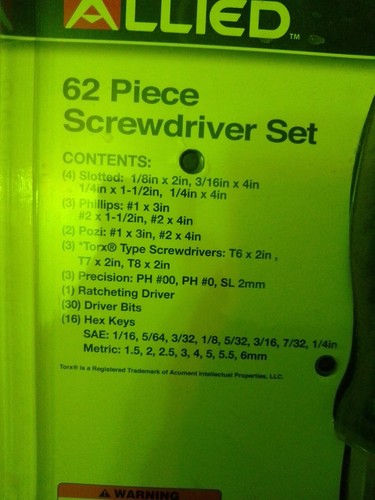 ALLIED™
62 Piece
Screwdriver Set
CONTENTS:
(4) Slotted: 1/8in x 2in, 3/16in x 4in
1/4in x 1-1/2in, 1/4in x 4in
(3) Phillips: #1 x 3in
#2 x 1-1/2in, #2 x 4in
(2) Pozi: #1 x 3in, #2 x 4in
(3) *Torx® Type Screwdrivers: T6 x 2in ,
T7 x 2in, T8 x 2in
(3) Precision: PH #00, PH #0, SL 2mm
(1) Ratcheting Driver
(30) Driver Bits
(16) Hex Keys
SAE: 1/16, 5/64, 3/32, 1/8, 5/32, 3/16, 7/32, 1/4in
Metric: 1.5, 2, 2.5, 3, 4, 5, 5.5, 6mm
Torx® is a Registered Trademark of Acument Intellectual Properties, LLC.
WARNING